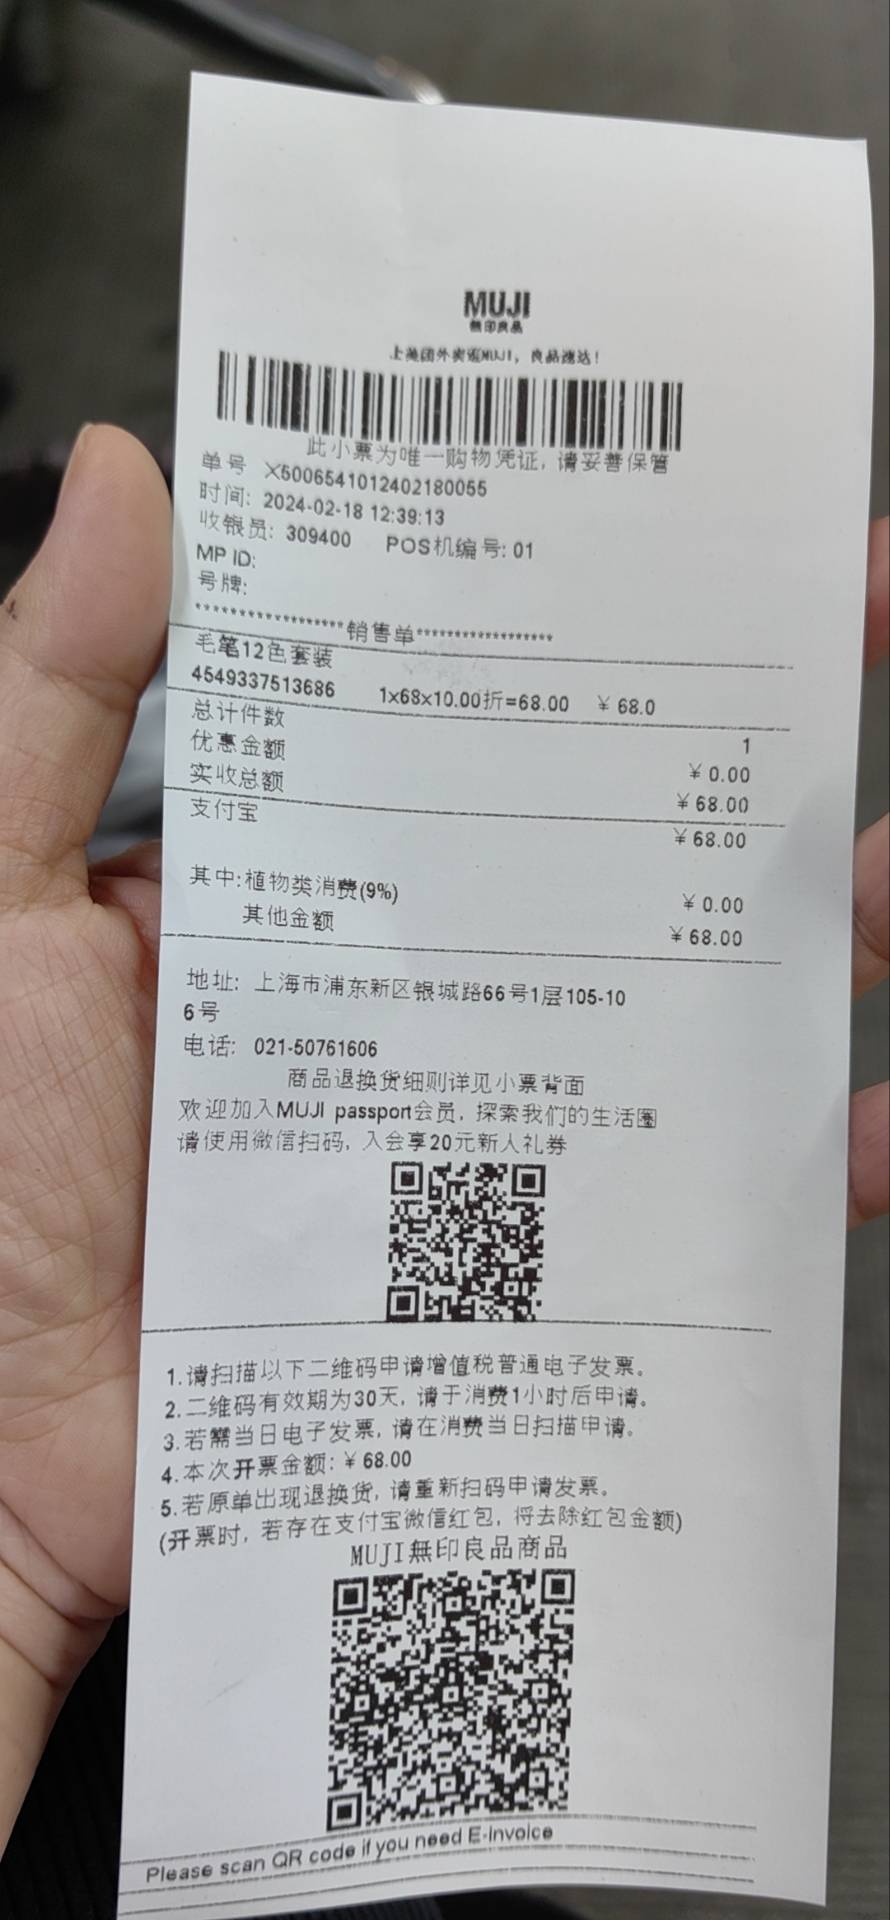 MUJI
無印良品
上美团外卖逛MUJI，良品速达！
此小票为唯一购物凭证, 请妥善保管
单号 X5006541012402180055
时间: 2024-02-18 12:39:13
收银员: 309400 POS机编号: 01
MP ID:
号牌:
******************销售单******************
毛笔12色套装
4549337513686 1x68x10.00折=68.00 ¥ 68.0
总计件数 1
优惠金额 ¥ 0.00
实收总额 ¥ 68.00
支付宝 ¥ 68.00
其中:植物类消费(9%) ¥ 0.00
其他金额 ¥ 68.00
地址: 上海市浦东新区银城路66号1层105-10
6号
电话: 021-50761606
商品退换货细则详见小票背面
欢迎加入MUJI passport会员, 探索我们的生活圈
请使用微信扫码, 入会享20元新人礼券
1.请扫描以下二维码申请增值税普通电子发票。
2.二维码有效期为30天, 请于消费1小时后申请。
3.若需当日电子发票, 请在消费当日扫描申请。
4.本次开票金额: ¥ 68.00
5.若原单出现退换货, 请重新扫码申请发票。
(开票时, 若存在支付宝微信红包, 将去除红包金额)
MUJI無印良品商品
Please scan QR code if you need E-invoice